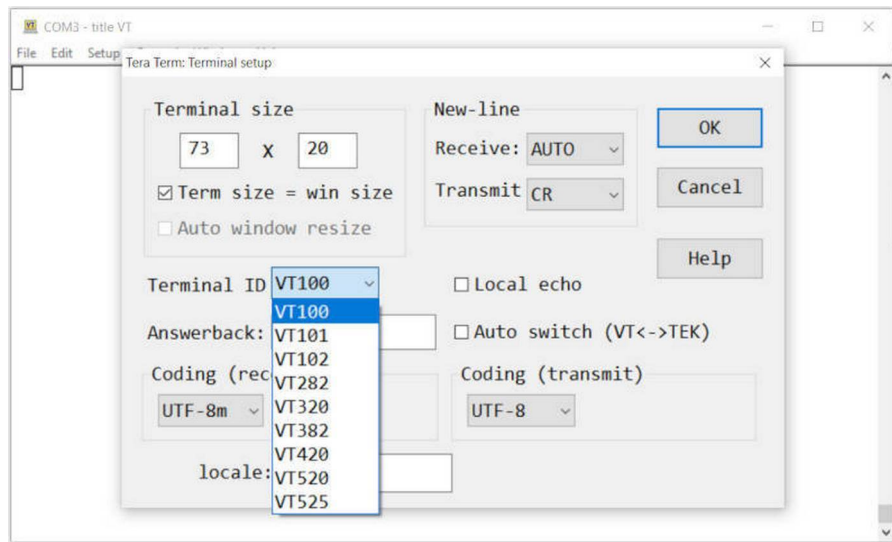 VT COM3 - title VT
File Edit Setup
Tera Term: Terminal setup
Terminal size
73 x 20
Term size = win size
Auto window resize
New-line
Receive: AUTO
Transmit CR
OK
Cancel
Help
Terminal ID VT100
VT100
VT101
VT102
VT282
VT320
VT382
VT420
VT520
VT525
Local echo
Answerback:
Auto switch (VT<->TEK)
Coding (rec
UTF-8m
Coding (transmit)
UTF-8
locale: